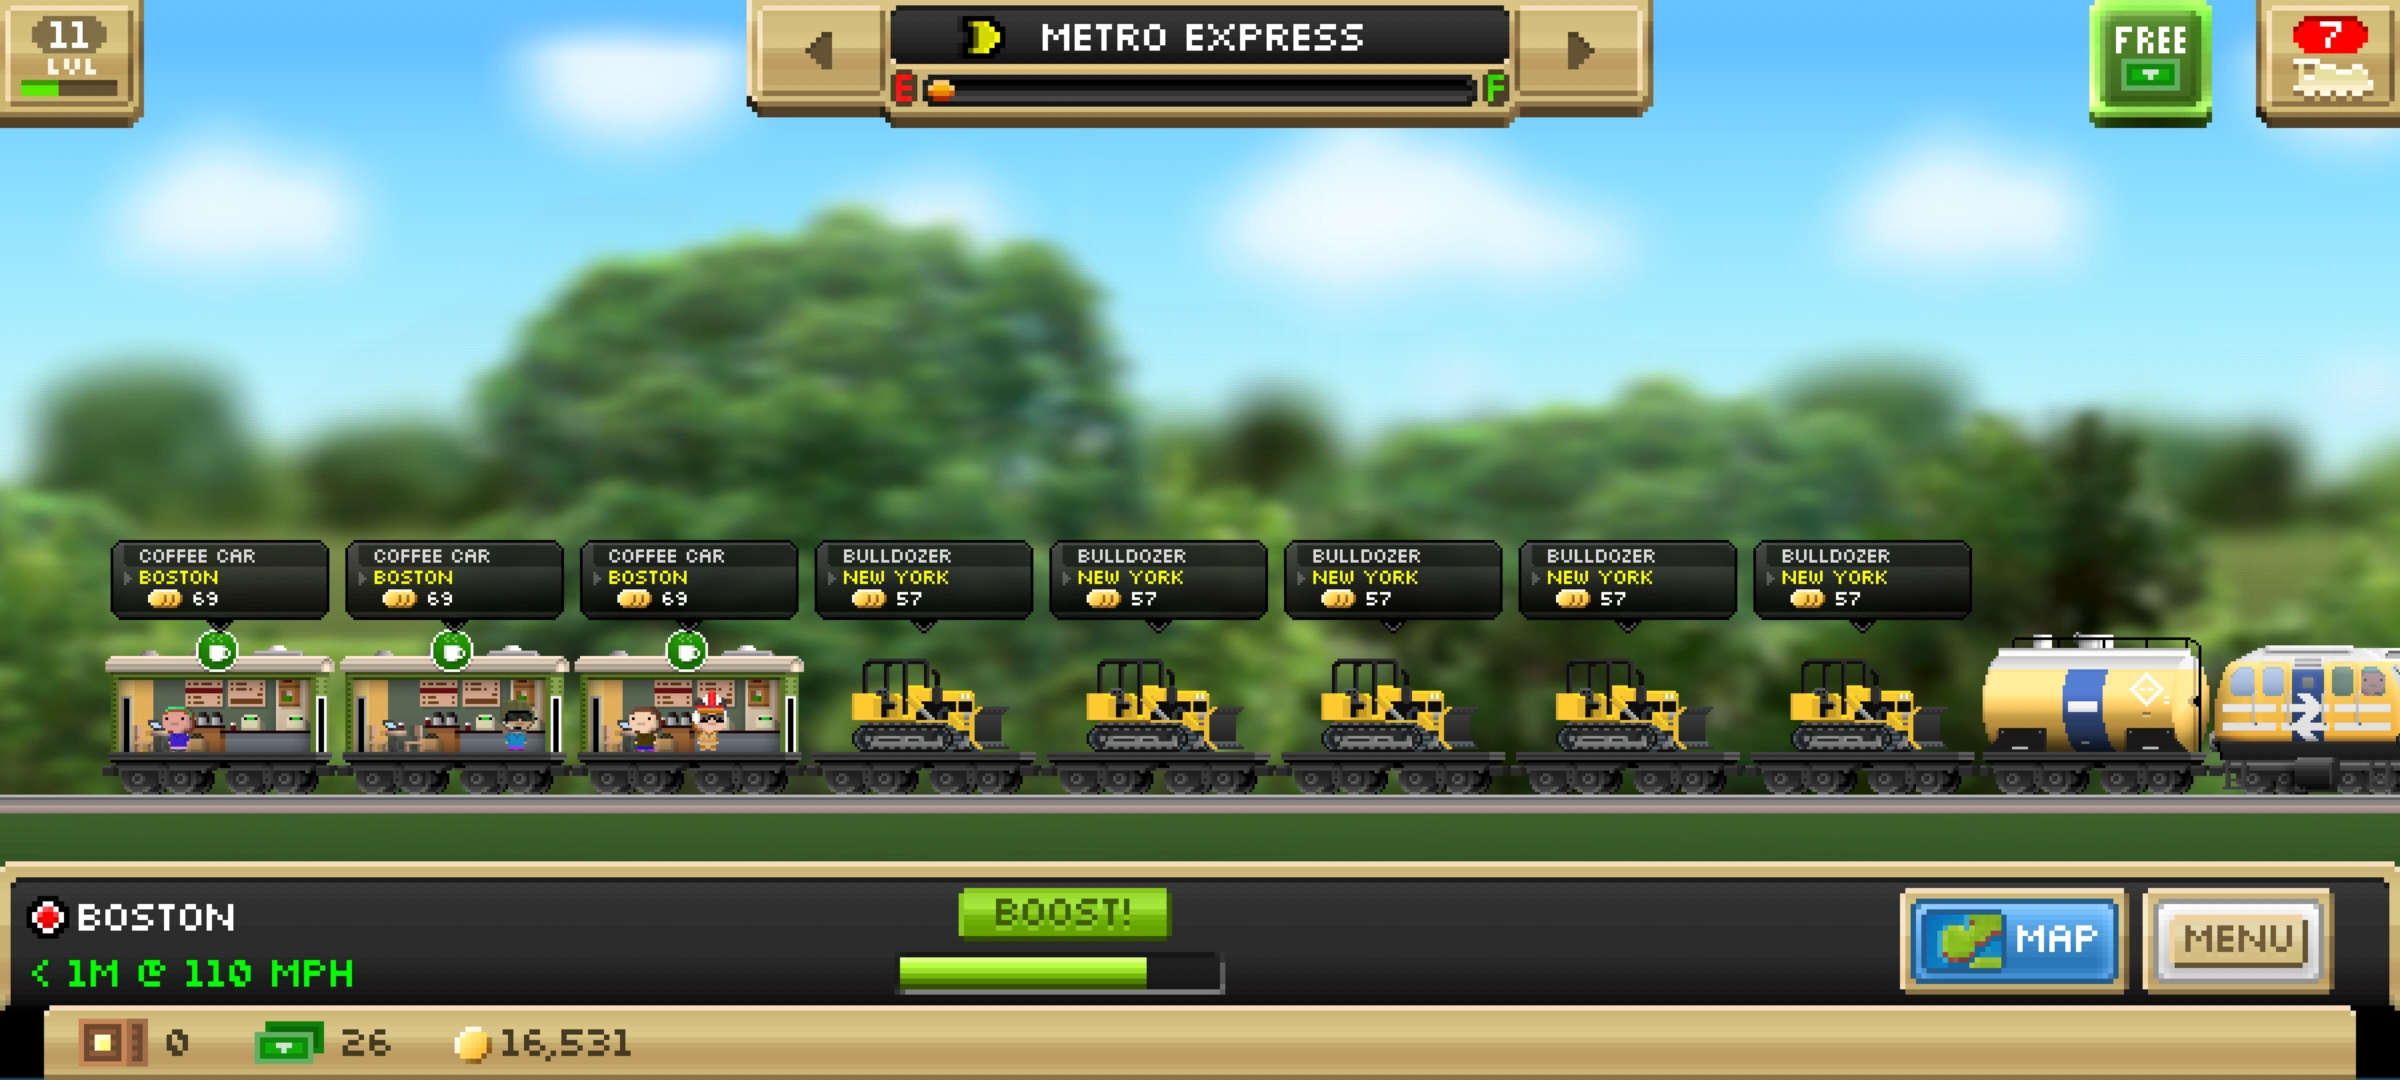 11
LVL
METRO EXPRESS
E F
FREE
7
COFFEE CAR
BOSTON
69
COFFEE CAR
BOSTON
69
COFFEE CAR
BOSTON
69
BULLDOZER
NEW YORK
57
BULLDOZER
NEW YORK
57
BULLDOZER
NEW YORK
57
BULLDOZER
NEW YORK
57
BULLDOZER
NEW YORK
57
BOSTON
< 1M @ 110 MPH
BOOST!
MAP
MENU
0
26
16,531